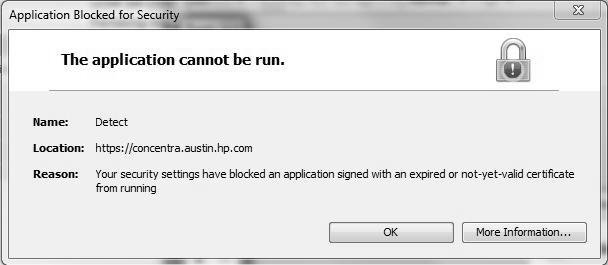 Application Blocked for Security
The application cannot be run.
Name: Detect
Location: https://concentra.austin.hp.com
Reason: Your security settings have blocked an application signed with an expired or not-yet-valid certificate
from running
OK More Information...